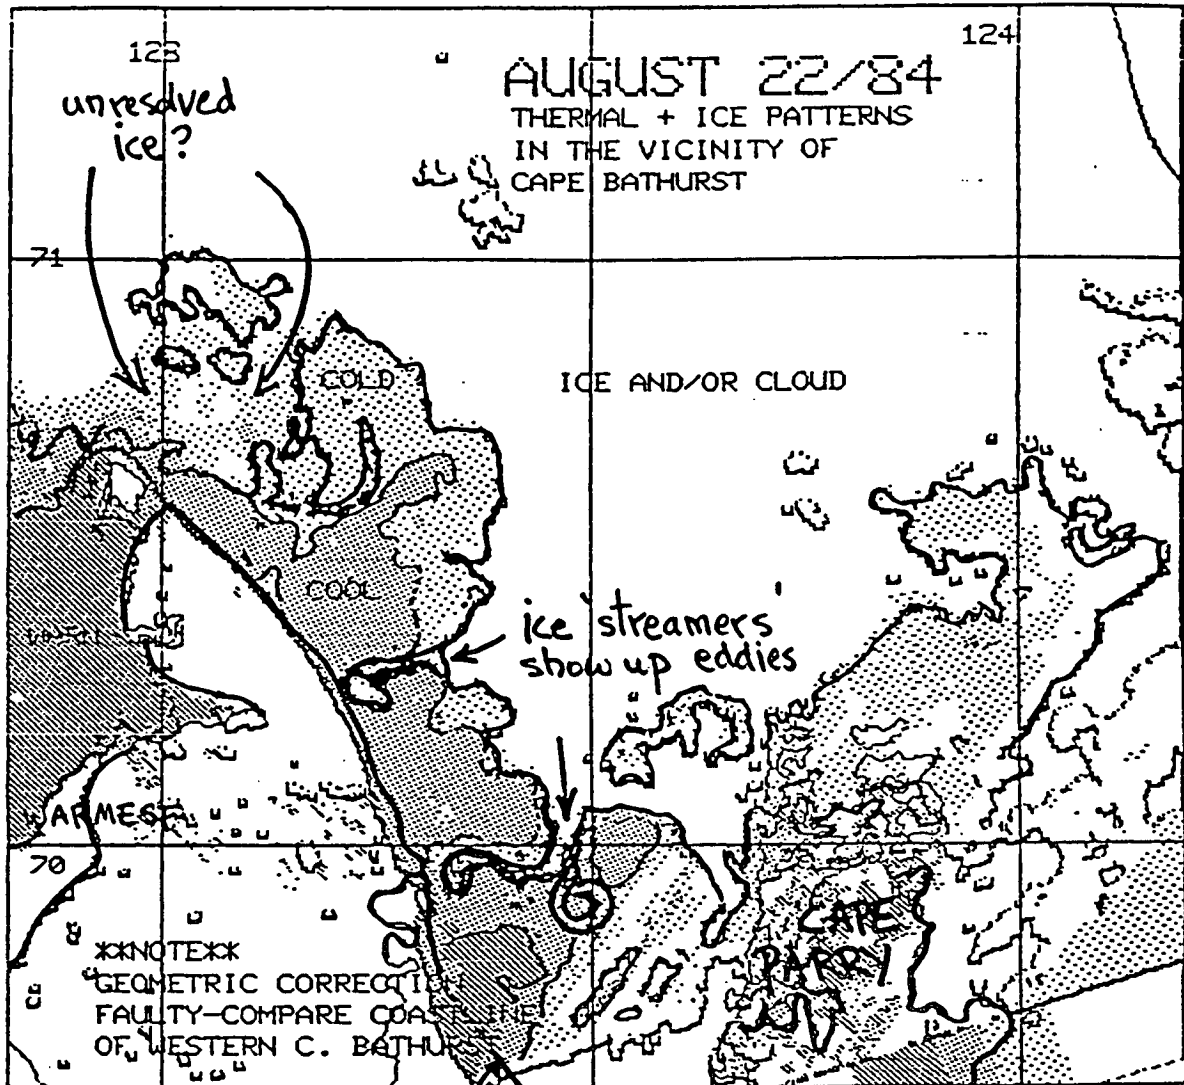 128
124
AUGUST 22/84
THERMAL + ICE PATTERNS
IN THE VICINITY OF
CAPE BATHURST
unresolved
ice?
71
COLD
ICE AND/OR CLOUD
COOL
ice 'streamers'
show up eddies
ARMEST
70
CAPE
PARRY
**NOTE**
GEOMETRIC CORRECTION
FAULTY-COMPARE COASTLINE
OF WESTERN C. BATHURST